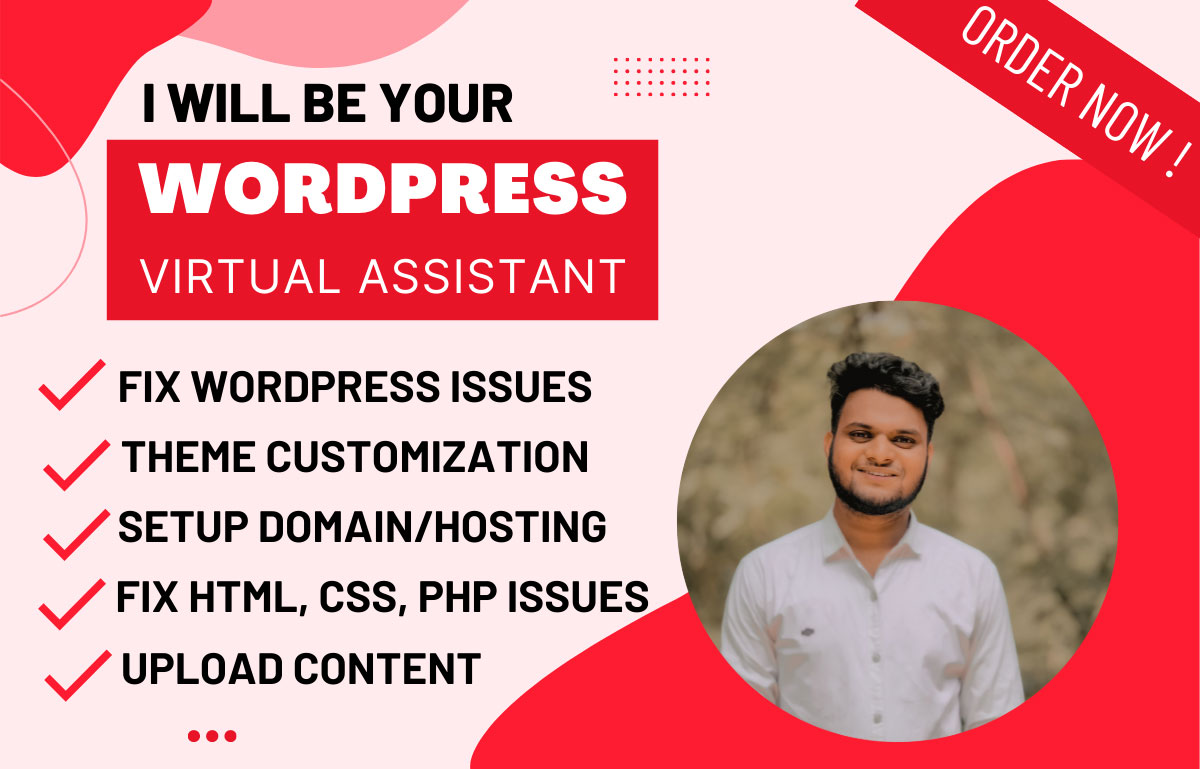 I WILL BE YOUR
WORDPRESS
VIRTUAL ASSISTANT
ORDER NOW !
FIX WORDPRESS ISSUES
THEME CUSTOMIZATION
SETUP DOMAIN/HOSTING
FIX HTML, CSS, PHP ISSUES
UPLOAD CONTENT
...